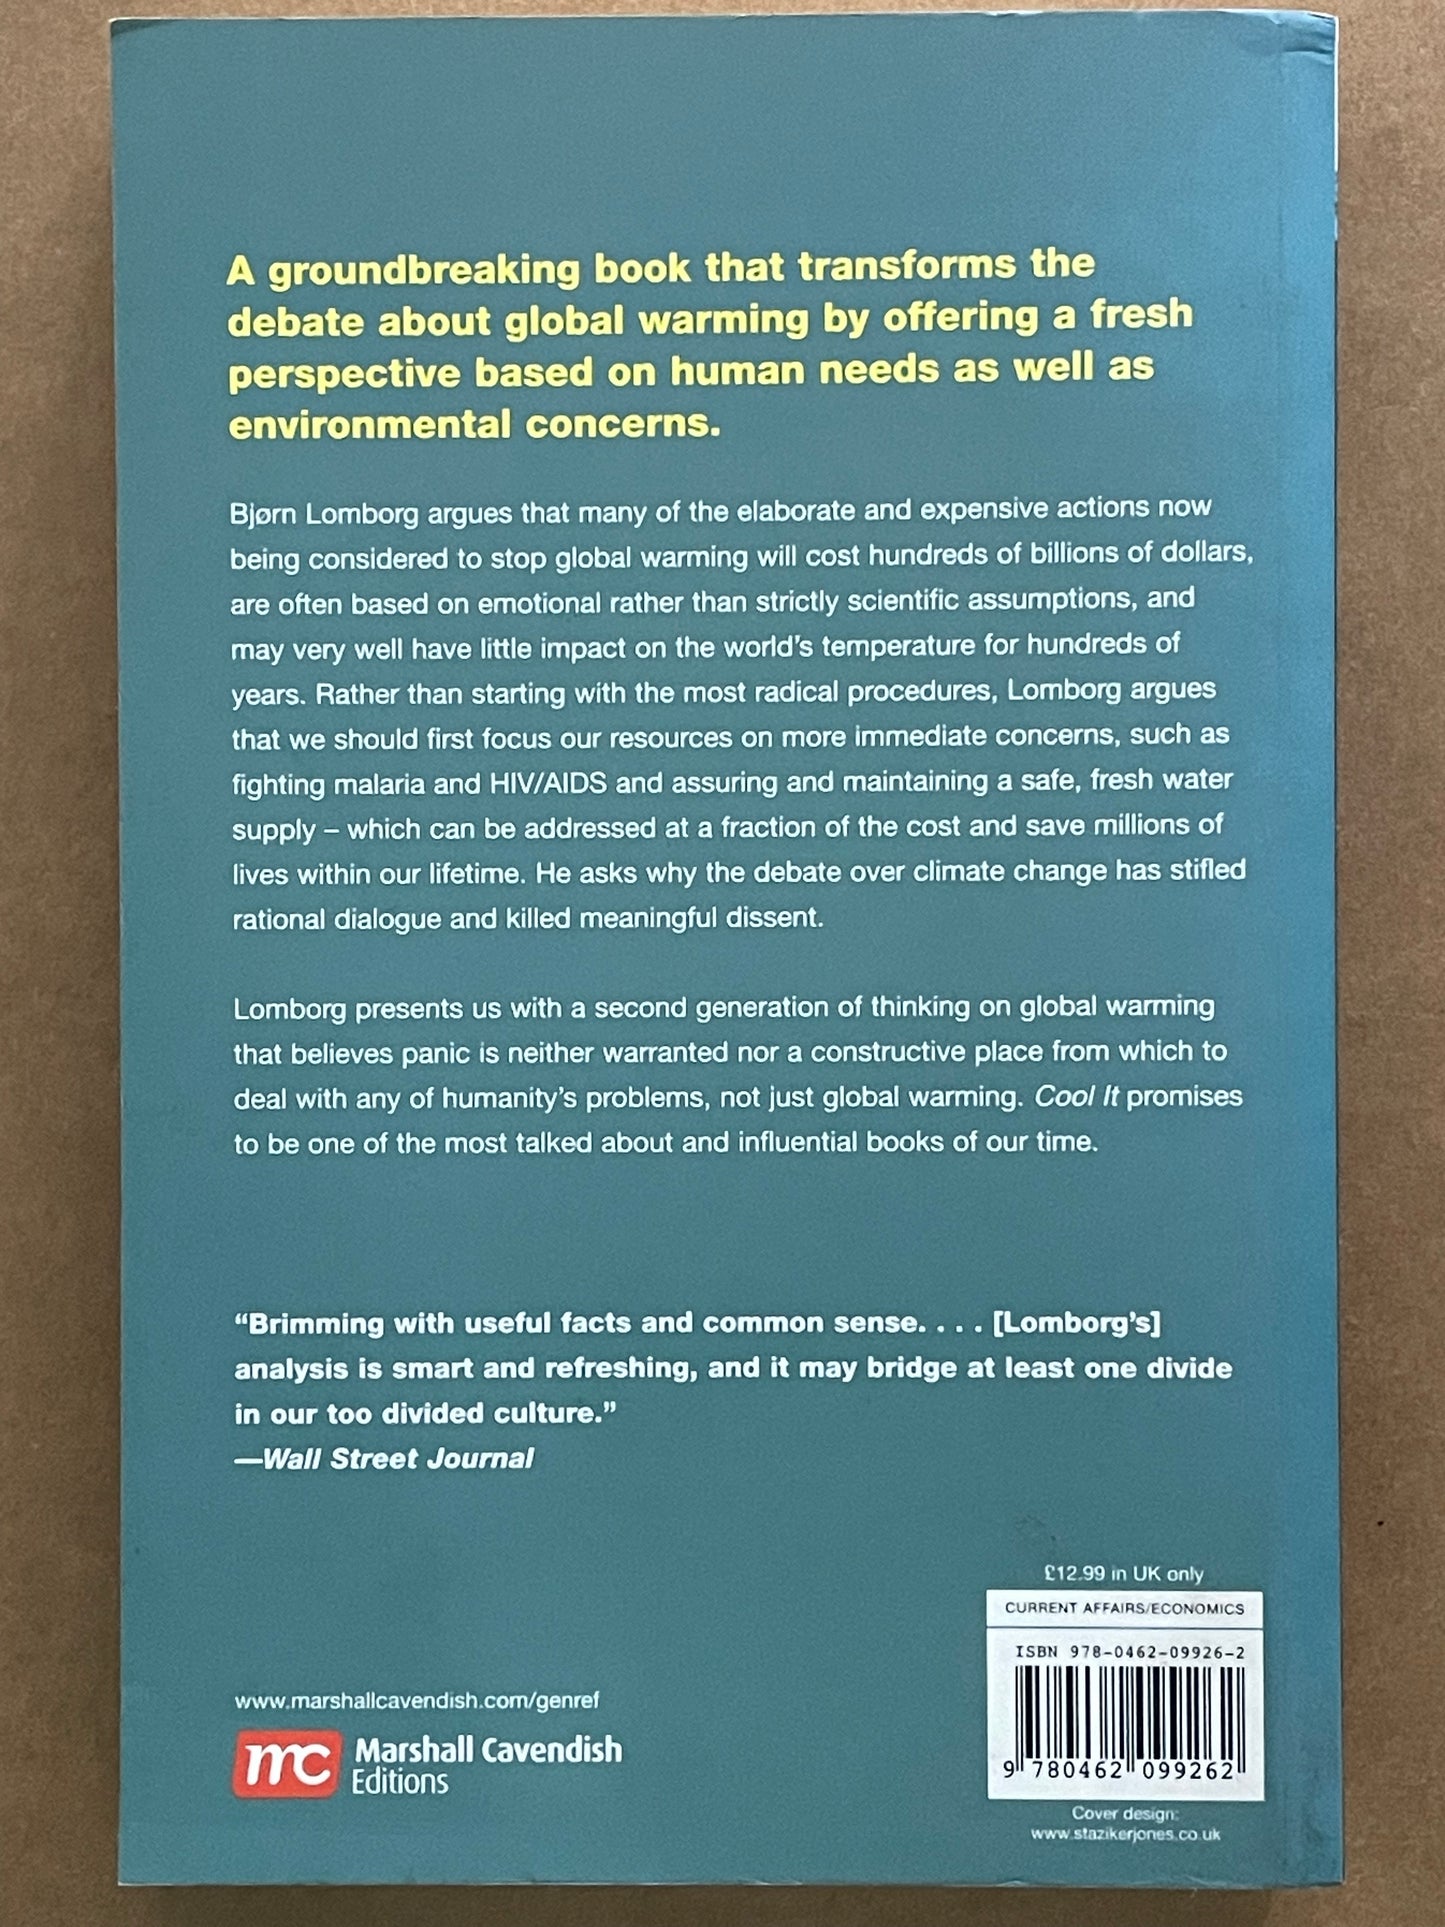 A groundbreaking book that transforms the
debate about global warming by offering a fresh
perspective based on human needs as well as
environmental concerns.
Bjørn Lomborg argues that many of the elaborate and expensive actions now
being considered to stop global warming will cost hundreds of billions of dollars,
are often based on emotional rather than strictly scientific assumptions, and
may very well have little impact on the world's temperature for hundreds of
years. Rather than starting with the most radical procedures, Lomborg argues
that we should first focus our resources on more immediate concerns, such as
fighting malaria and HIV/AIDS and assuring and maintaining a safe, fresh water
supply – which can be addressed at a fraction of the cost and save millions of
lives within our lifetime. He asks why the debate over climate change has stifled
rational dialogue and killed meaningful dissent.
Lomborg presents us with a second generation of thinking on global warming
that believes panic is neither warranted nor a constructive place from which to
deal with any of humanity's problems, not just global warming. Cool It promises
to be one of the most talked about and influential books of our time.
“Brimming with useful facts and common sense. . . . [Lomborg's]
analysis is smart and refreshing, and it may bridge at least one divide
in our too divided culture.”
—Wall Street Journal
£12.99 in UK only
CURRENT AFFAIRS/ECONOMICS
ISBN 978-0462-09926-2
9 780462 099262
Cover design:
www.stazikerjones.co.uk
www.marshallcavendish.com/genref
mc Marshall Cavendish
Editions